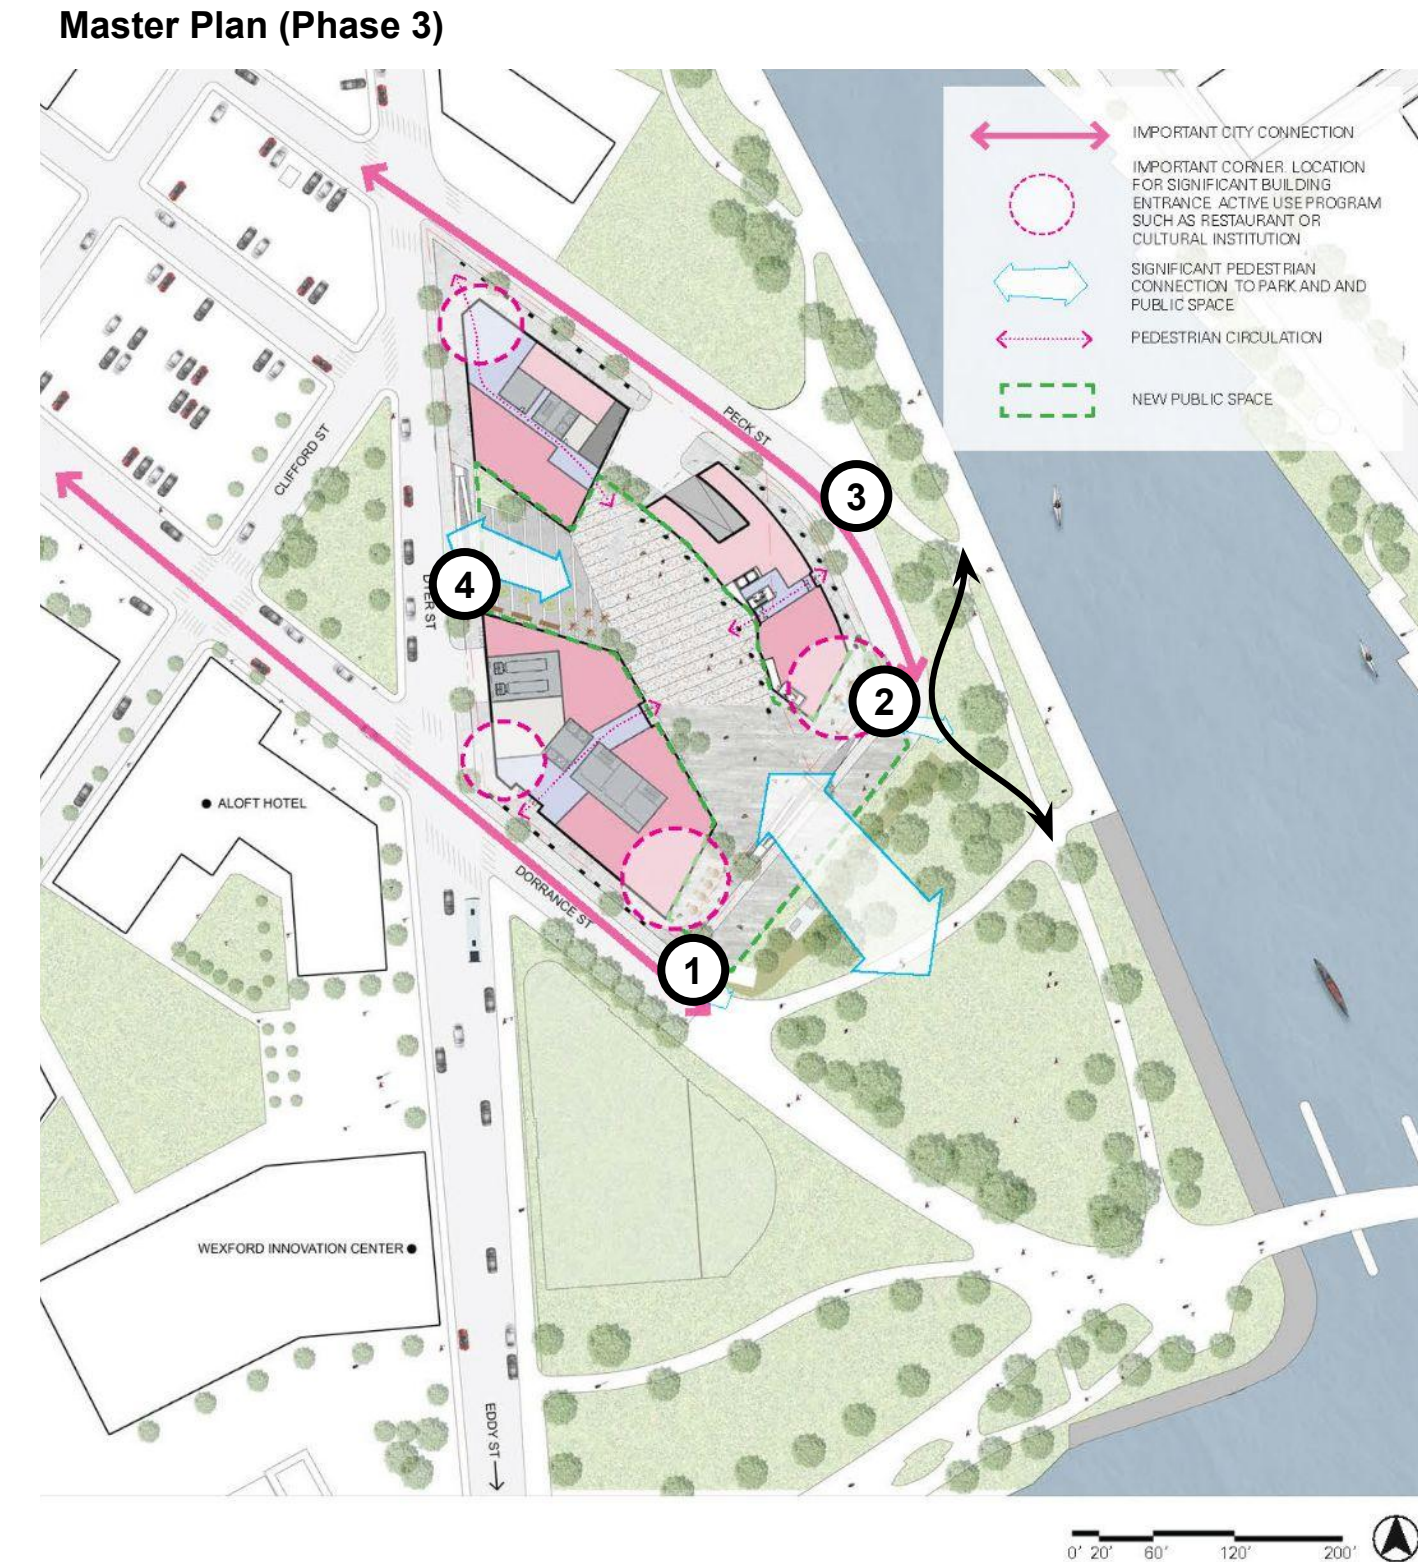 Master Plan (Phase 3)
IMPORTANT CITY CONNECTION
IMPORTANT CORNER. LOCATION
FOR SIGNIFICANT BUILDING
ENTRANCE, ACTIVE USE PROGRAM
SUCH AS RESTAURANT OR
CULTURAL INSTITUTION
SIGNIFICANT PEDESTRIAN
CONNECTION TO PARK AND AND
PUBLIC SPACE
PEDESTRIAN CIRCULATION
NEW PUBLIC SPACE
PECK ST
CLIFFORD ST
3
4
DYER ST
2
ALOFT HOTEL
DORRANCE ST
1
WEXFORD INNOVATION CENTER
EDDY ST
0' 20' 60' 120' 200'